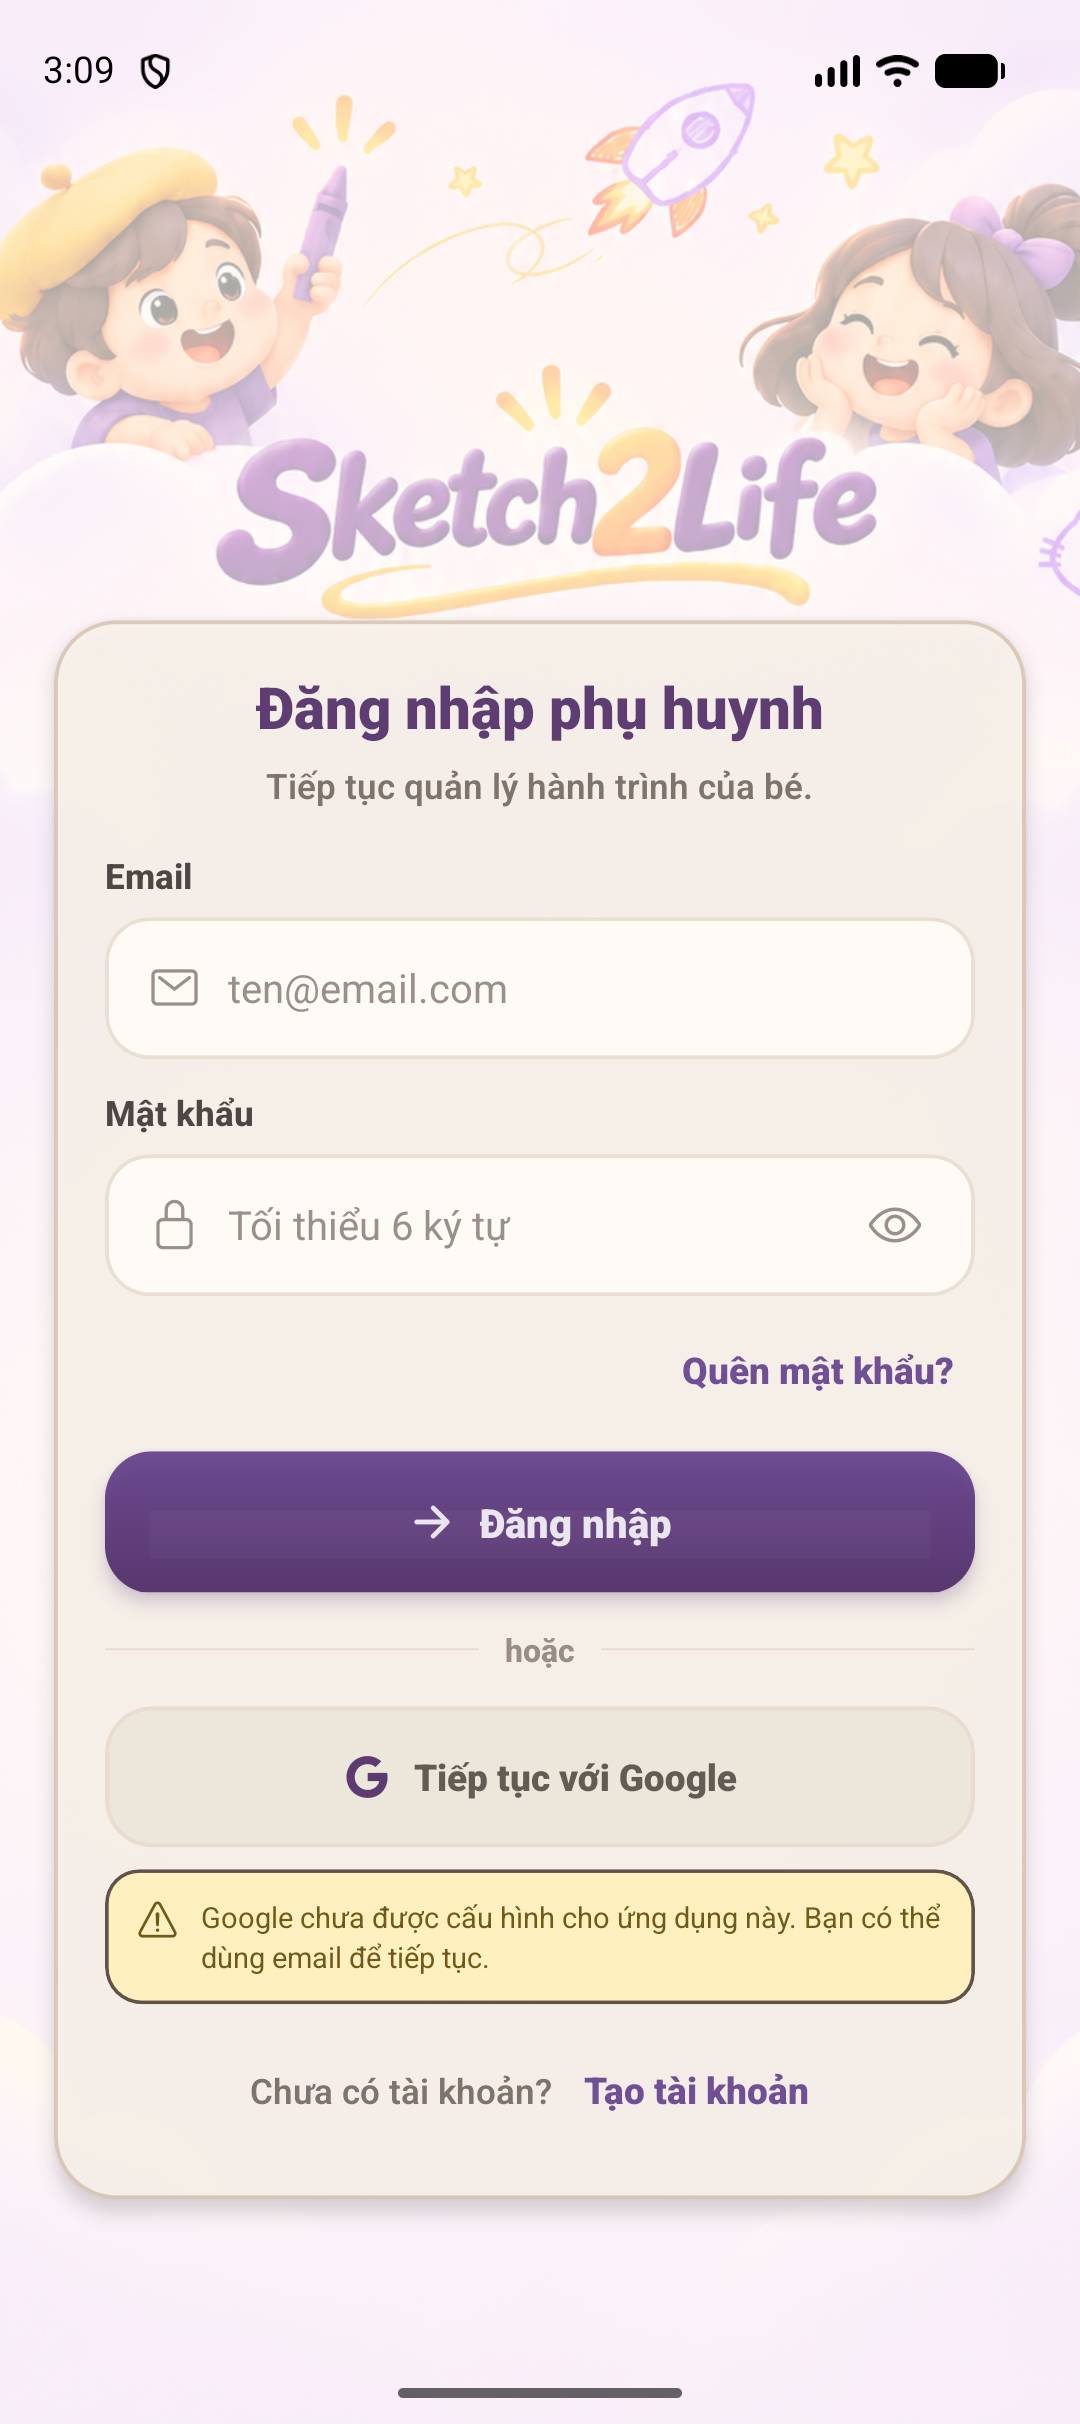 3:09
Sketch2Life
Đăng nhập phụ huynh
Tiếp tục quản lý hành trình của bé.
Email
ten@email.com
Mật khẩu
Tối thiểu 6 ký tự
Quên mật khẩu?
Đăng nhập
hoặc
Tiếp tục với Google
Google chưa được cấu hình cho ứng dụng này. Bạn có thể
dùng email để tiếp tục.
Chưa có tài khoản? Tạo tài khoản